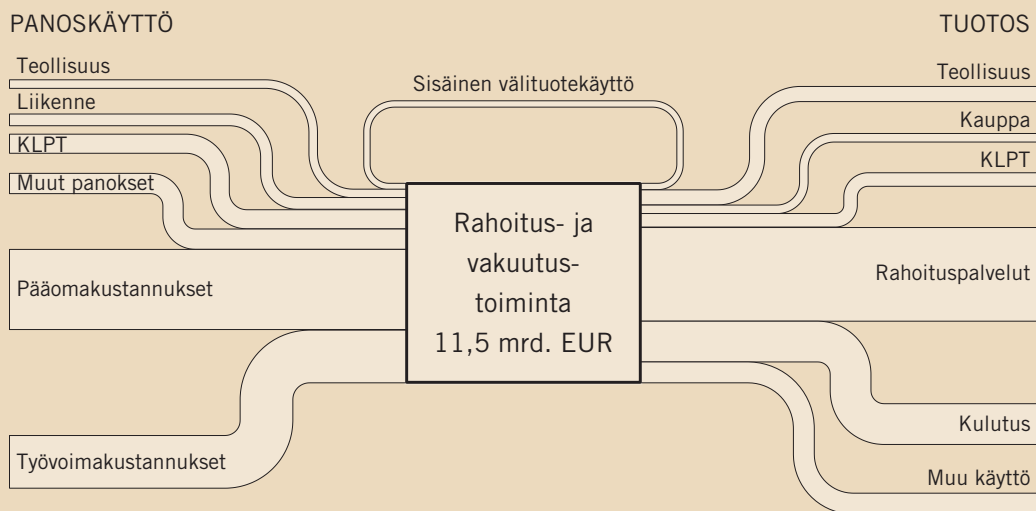 PANOSKÄYTTÖ
TUOTOS
Teollisuus
Liikenne
KLPT
Muut panokset
Pääomakustannukset
Työvoimakustannukset
Sisäinen välituotekäyttö
Rahoitus- ja
vakuutus-
toiminta
11,5 mrd. EUR
Teollisuus
Kauppa
KLPT
Rahoituspalvelut
Kulutus
Muu käyttö